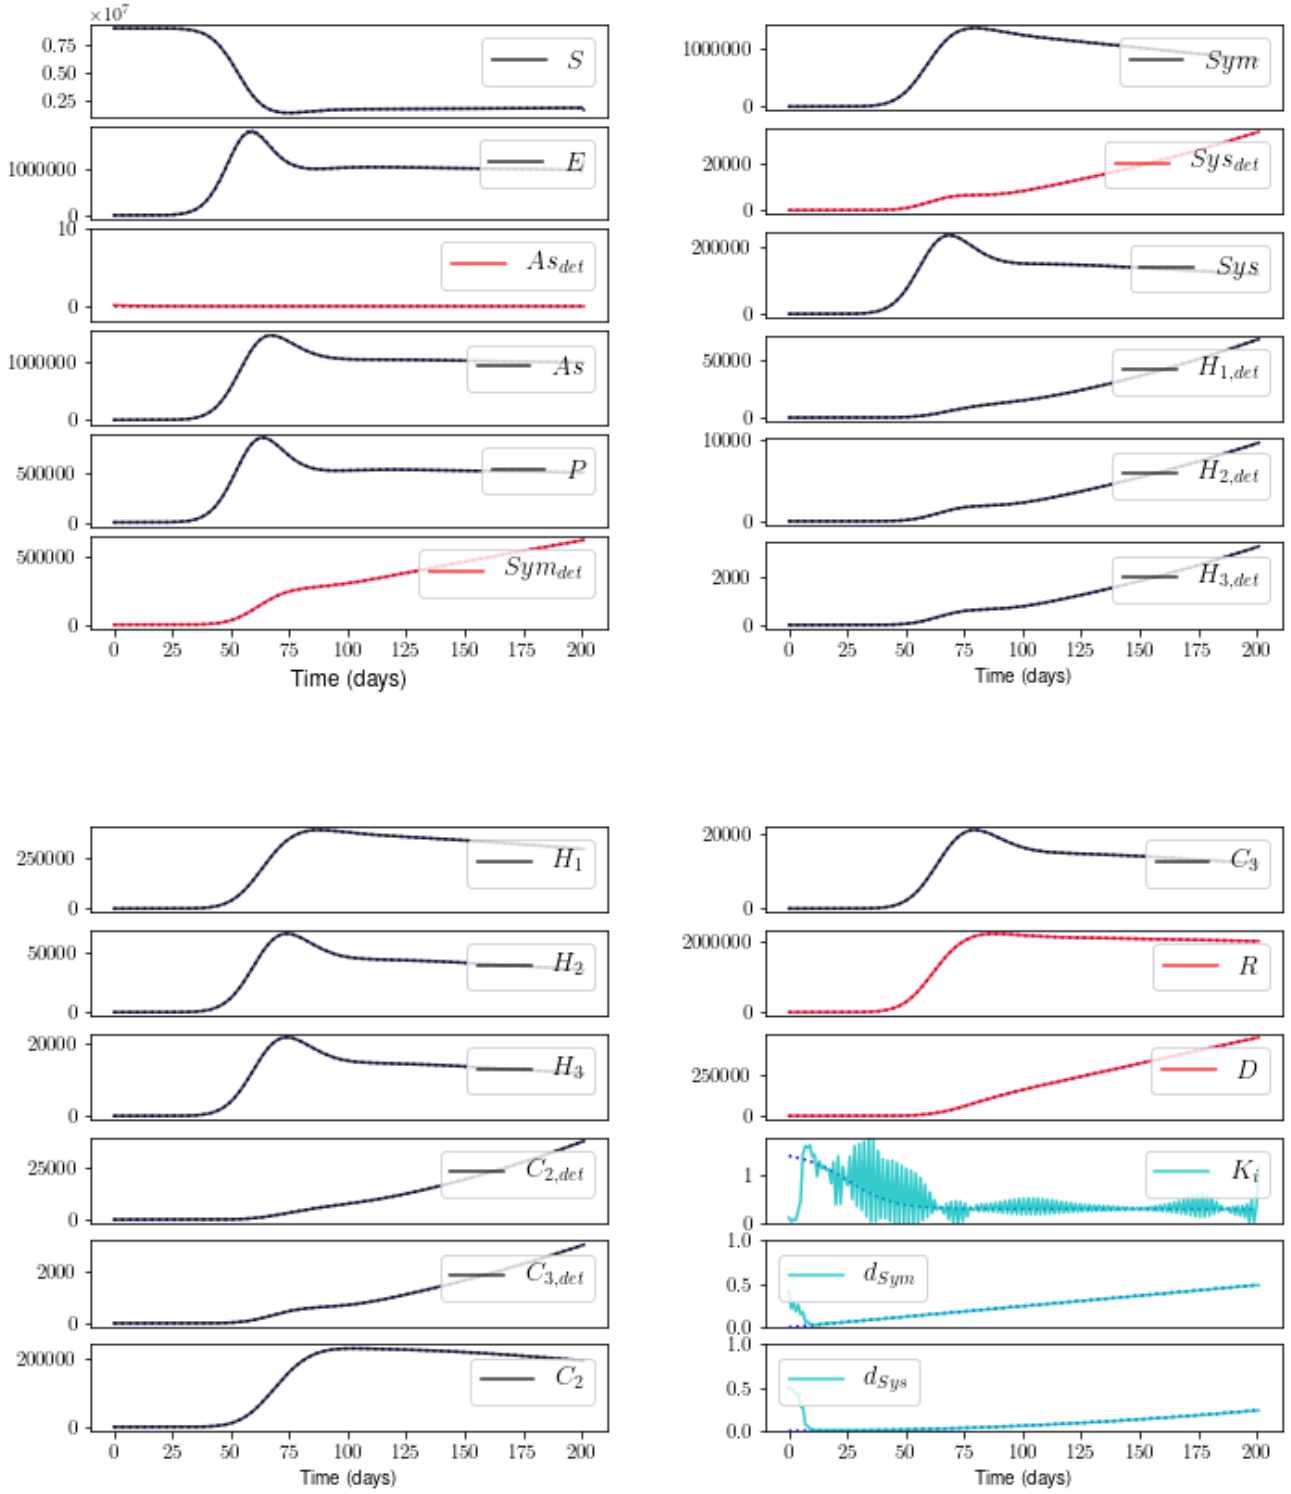 ×10⁷
0.75
0.50
0.25
S
1000000
0
E
10
0
As_det
1000000
0
As
500000
0
P
500000
0
Sym_det
0 25 50 75 100 125 150 175 200
Time (days)
1000000
0
Sym
20000
0
Sys_det
200000
0
Sys
50000
0
H_1,det
10000
0
H_2,det
2000
0
H_3,det
0 25 50 75 100 125 150 175 200
Time (days)
250000
0
H_1
50000
0
H_2
20000
0
H_3
25000
0
C_2,det
2000
0
C_3,det
200000
0
C_2
0 25 50 75 100 125 150 175 200
Time (days)
20000
0
C_3
2000000
0
R
250000
0
D
1
0
K_i
1.0
0.5
0.0
d_Sym
1.0
0.5
0.0
d_Sys
0 25 50 75 100 125 150 175 200
Time (days)